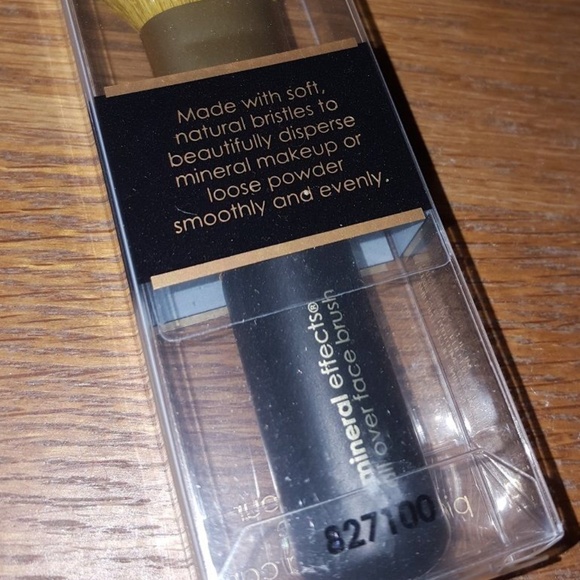 Made with soft,
natural bristles to
beautifully disperse
mineral makeup or
loose powder
smoothly and evenly.
mineral effects®
all over face brush
827100